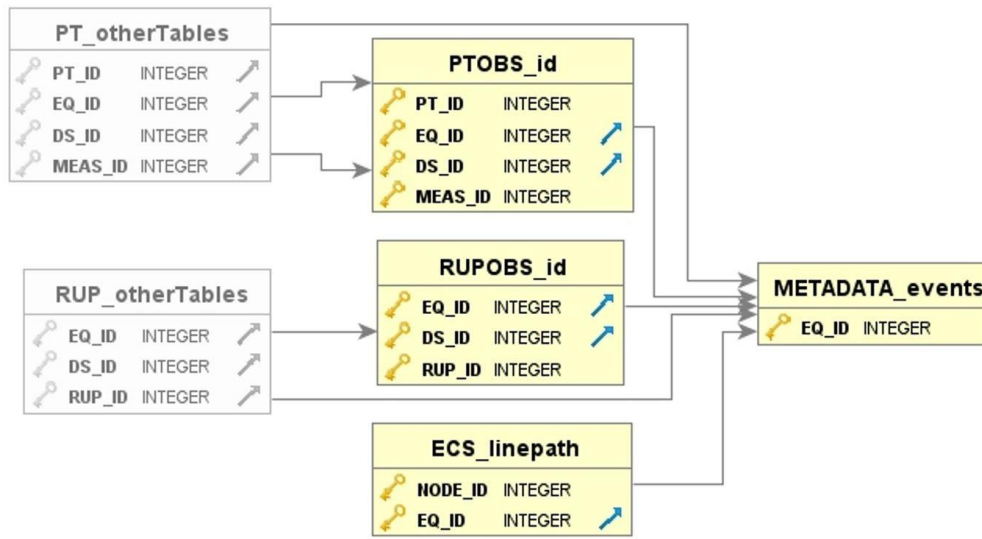 PT_otherTables
PT_ID INTEGER
EQ_ID INTEGER
DS_ID INTEGER
MEAS_ID INTEGER
PTOBS_id
PT_ID INTEGER
EQ_ID INTEGER
DS_ID INTEGER
MEAS_ID INTEGER
RUP_otherTables
EQ_ID INTEGER
DS_ID INTEGER
RUP_ID INTEGER
RUPOBS_id
EQ_ID INTEGER
DS_ID INTEGER
RUP_ID INTEGER
METADATA_events
EQ_ID INTEGER
ECS_linepath
NODE_ID INTEGER
EQ_ID INTEGER